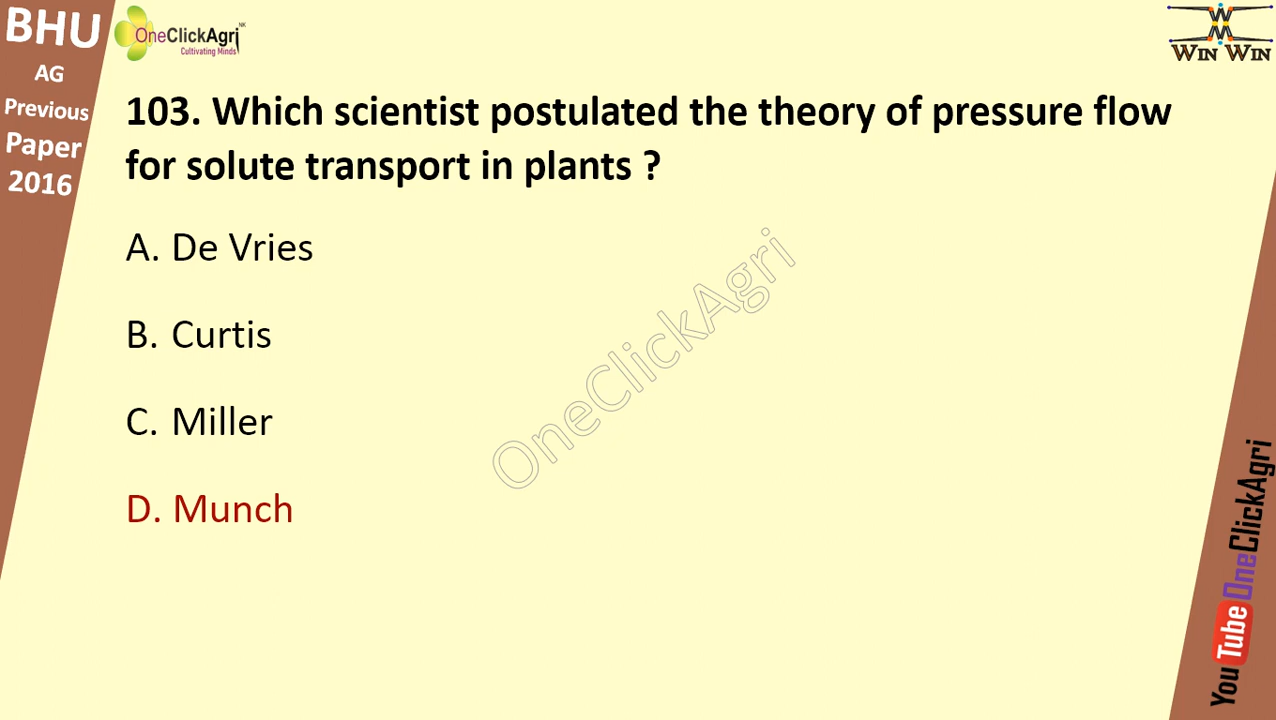 BHU
AG
Previous
Paper
2016
OneClickAgri NK
Cultivating Minds
WIN WIN
103. Which scientist postulated the theory of pressure flow
for solute transport in plants ?
A. De Vries
B. Curtis
C. Miller
D. Munch
OneClickAgri
YouTube OneClickAgri